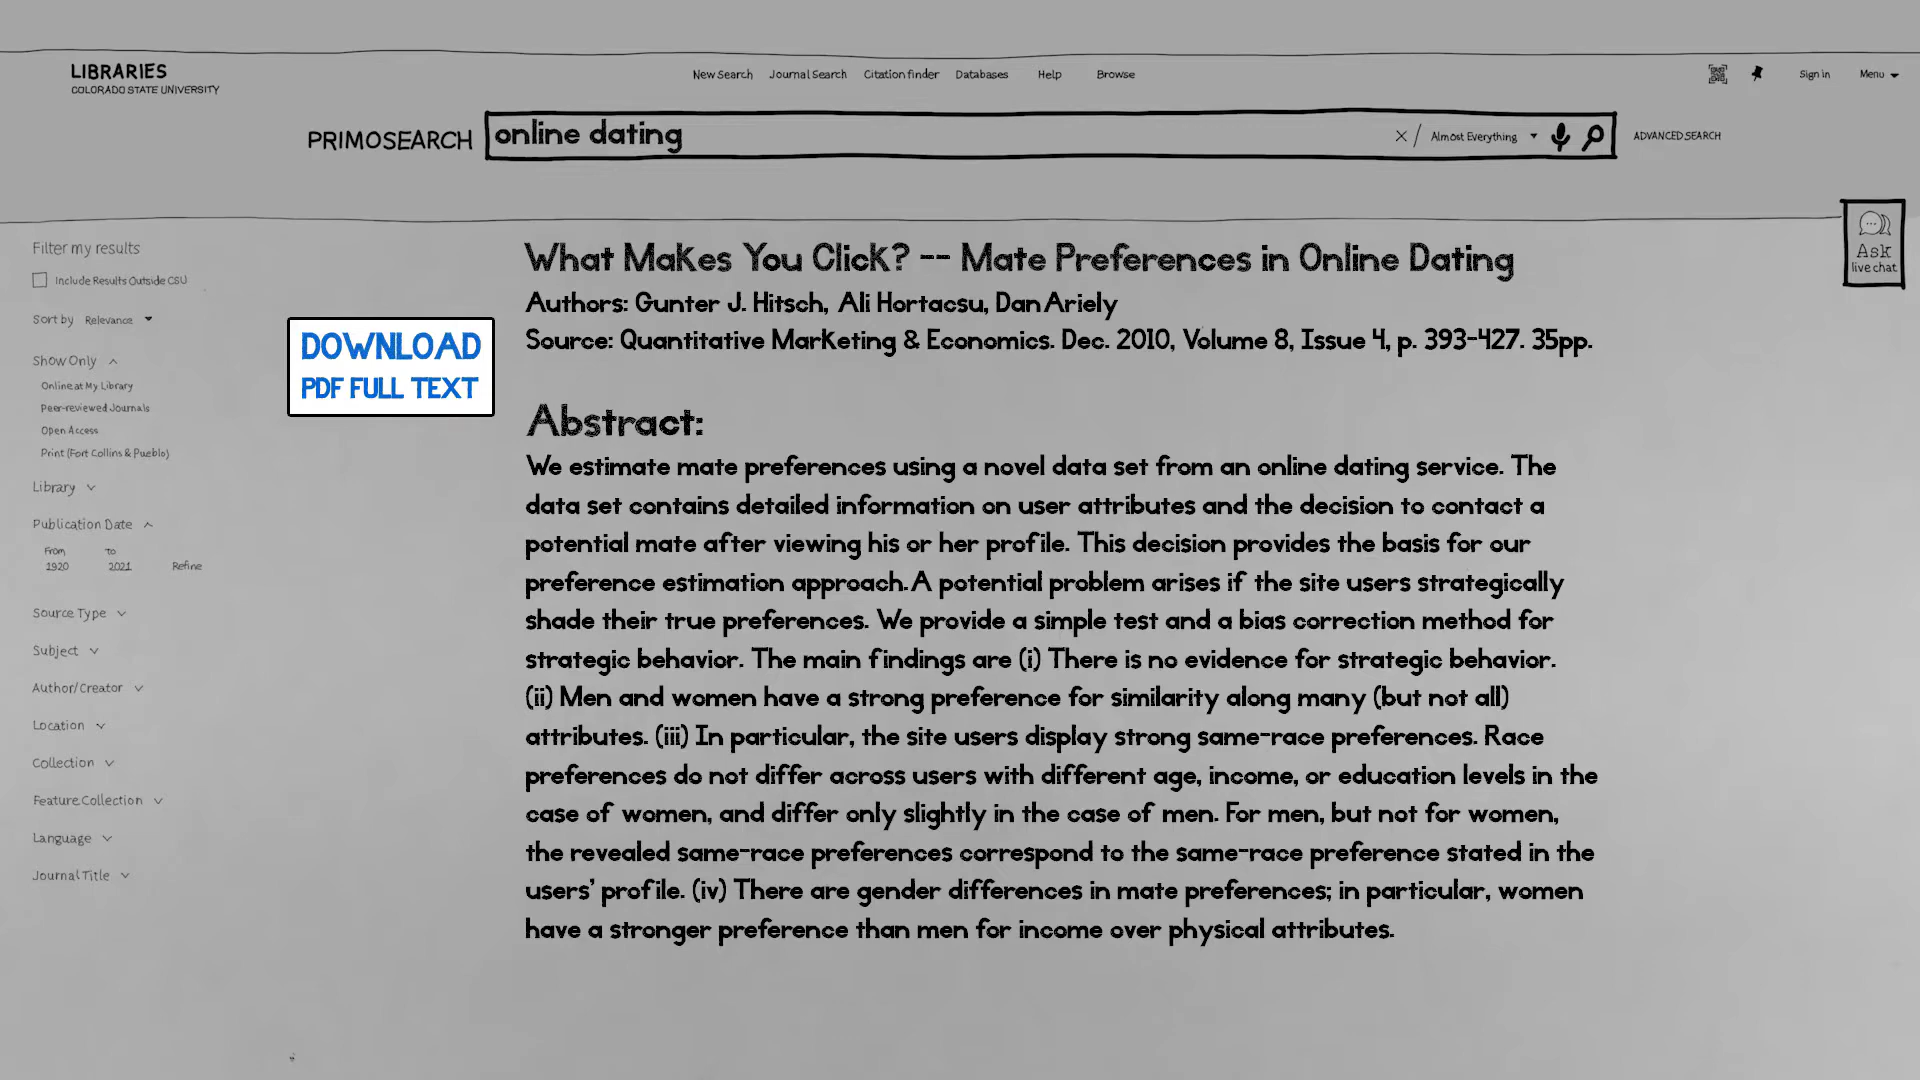 LIBRARIES
COLORADO STATE UNIVERSITY
New Search Journal Search Citation finder Databases Help Browse
Sign in Menu
PRIMOSEARCH
online dating
Almost Everything
ADVANCED SEARCH
Ask
live chat
Filter my results
Include Results Outside CSU
Sort by Relevance
Show Only
Online at My Library
Peer-reviewed Journals
Open Access
Print (Fort Collins & Pueblo)
Library
Publication Date
From to
1920 2021 Refine
Source Type
Subject
Author/Creator
Location
Collection
Feature Collection
Language
Journal Title
DOWNLOAD
PDF FULL TEXT
What Makes You Click? -- Mate Preferences in Online Dating
Authors: Gunter J. Hitsch, Ali Hortacsu, Dan Ariely
Source: Quantitative Marketing & Economics. Dec. 2010, Volume 8, Issue 4, p. 393-427. 35pp.
Abstract:
We estimate mate preferences using a novel data set from an online dating service. The
data set contains detailed information on user attributes and the decision to contact a
potential mate after viewing his or her profile. This decision provides the basis for our
preference estimation approach. A potential problem arises if the site users strategically
shade their true preferences. We provide a simple test and a bias correction method for
strategic behavior. The main findings are (i) There is no evidence for strategic behavior.
(ii) Men and women have a strong preference for similarity along many (but not all)
attributes. (iii) In particular, the site users display strong same-race preferences. Race
preferences do not differ across users with different age, income, or education levels in the
case of women, and differ only slightly in the case of men. For men, but not for women,
the revealed same-race preferences correspond to the same-race preference stated in the
users' profile. (iv) There are gender differences in mate preferences; in particular, women
have a stronger preference than men for income over physical attributes.